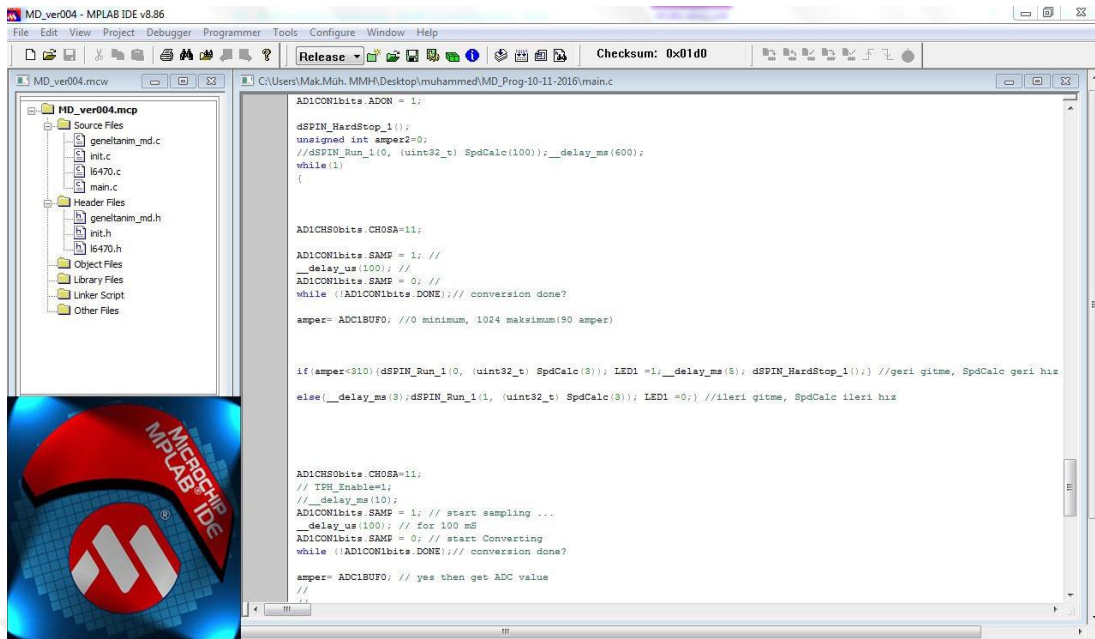 MD_ver004 - MPLAB IDE v8.86
File Edit View Project Debugger Programmer Tools Configure Window Help
Release
Checksum: 0x01d0
MD_ver004.mcw
MD_ver004.mcp
Source Files
geneltanim_md.c
init.c
l6470.c
main.c
Header Files
geneltanim_md.h
init.h
l6470.h
Object Files
Library Files
Linker Script
Other Files
MICROCHIP
MPLAB® IDE
C:\Users\Mak.Müh. MMH\Desktop\muhammed\MD_Prog-10-11-2016\main.c
AD1CON1bits.ADON = 1;
dSPIN_HardStop_1();
unsigned int amper2=0;
//dSPIN_Run_1(0, (uint32_t) SpdCalc(100));__delay_ms(600);
while(1)
{
AD1CHS0bits.CH0SA=11;
AD1CON1bits.SAMP = 1; //
__delay_us(100); //
AD1CON1bits.SAMP = 0; //
while (!AD1CON1bits.DONE);// conversion done?
amper= ADC1BUF0; //0 minimum, 1024 maksimum(90 amper)
if(amper<310){dSPIN_Run_1(0, (uint32_t) SpdCalc(3)); LED1 =1;__delay_ms(5); dSPIN_HardStop_1();} //geri gitme, SpdCalc geri hız
else{__delay_ms(3);dSPIN_Run_1(1, (uint32_t) SpdCalc(3)); LED1 =0;} //ileri gitme, SpdCalc ileri hız
AD1CHS0bits.CH0SA=11;
// TPH_Enable=1;
//__delay_ms(10);
AD1CON1bits.SAMP = 1; // start sampling ...
__delay_us(100); // for 100 mS
AD1CON1bits.SAMP = 0; // start Converting
while (!AD1CON1bits.DONE);// conversion done?
amper= ADC1BUF0; // yes then get ADC value
//